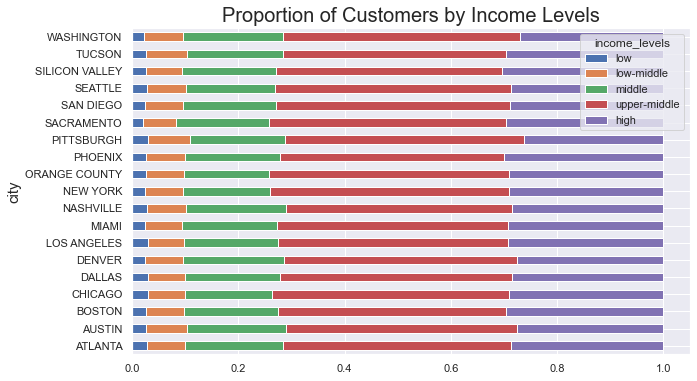 Proportion of Customers by Income Levels
city
WASHINGTON
TUCSON
SILICON VALLEY
SEATTLE
SAN DIEGO
SACRAMENTO
PITTSBURGH
PHOENIX
ORANGE COUNTY
NEW YORK
NASHVILLE
MIAMI
LOS ANGELES
DENVER
DALLAS
CHICAGO
BOSTON
AUSTIN
ATLANTA
income_levels
low
low-middle
middle
upper-middle
high
0.0 0.2 0.4 0.6 0.8 1.0